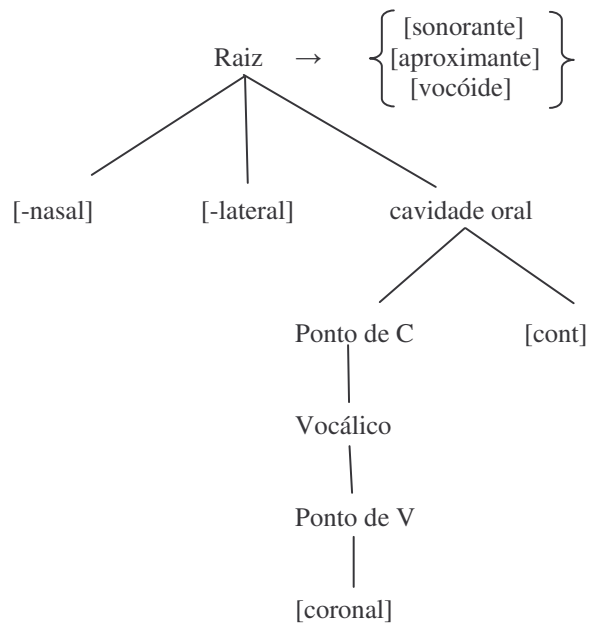 [sonorante]
Raiz → [aproximante]
[vocóide]
[-nasal] [-lateral] cavidade oral
Ponto de C [cont]
Vocálico
Ponto de V
[coronal]